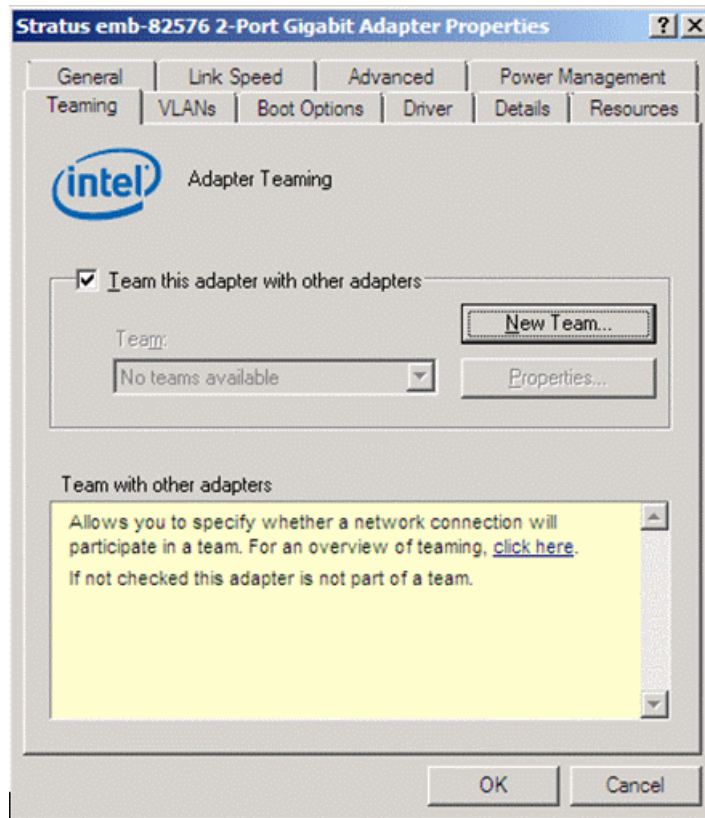 Stratus emb-82576 2-Port Gigabit Adapter Properties
General Link Speed Advanced Power Management
Teaming VLANs Boot Options Driver Details Resources
intel Adapter Teaming
Team this adapter with other adapters
New Team...
Team:
No teams available Properties...
Team with other adapters
Allows you to specify whether a network connection will
participate in a team. For an overview of teaming, click here.
If not checked this adapter is not part of a team.
OK Cancel